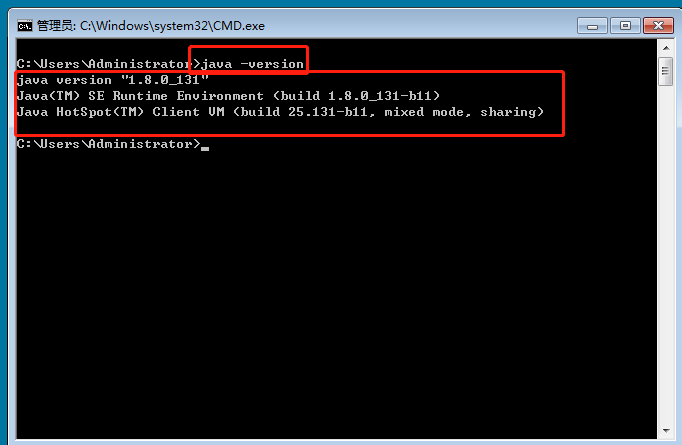 管理员: C:\Windows\system32\CMD.exe
C:\Users\Administrator>java -version
java version "1.8.0_131"
Java(TM) SE Runtime Environment (build 1.8.0_131-b11)
Java HotSpot(TM) Client VM (build 25.131-b11, mixed mode, sharing)
C:\Users\Administrator>_